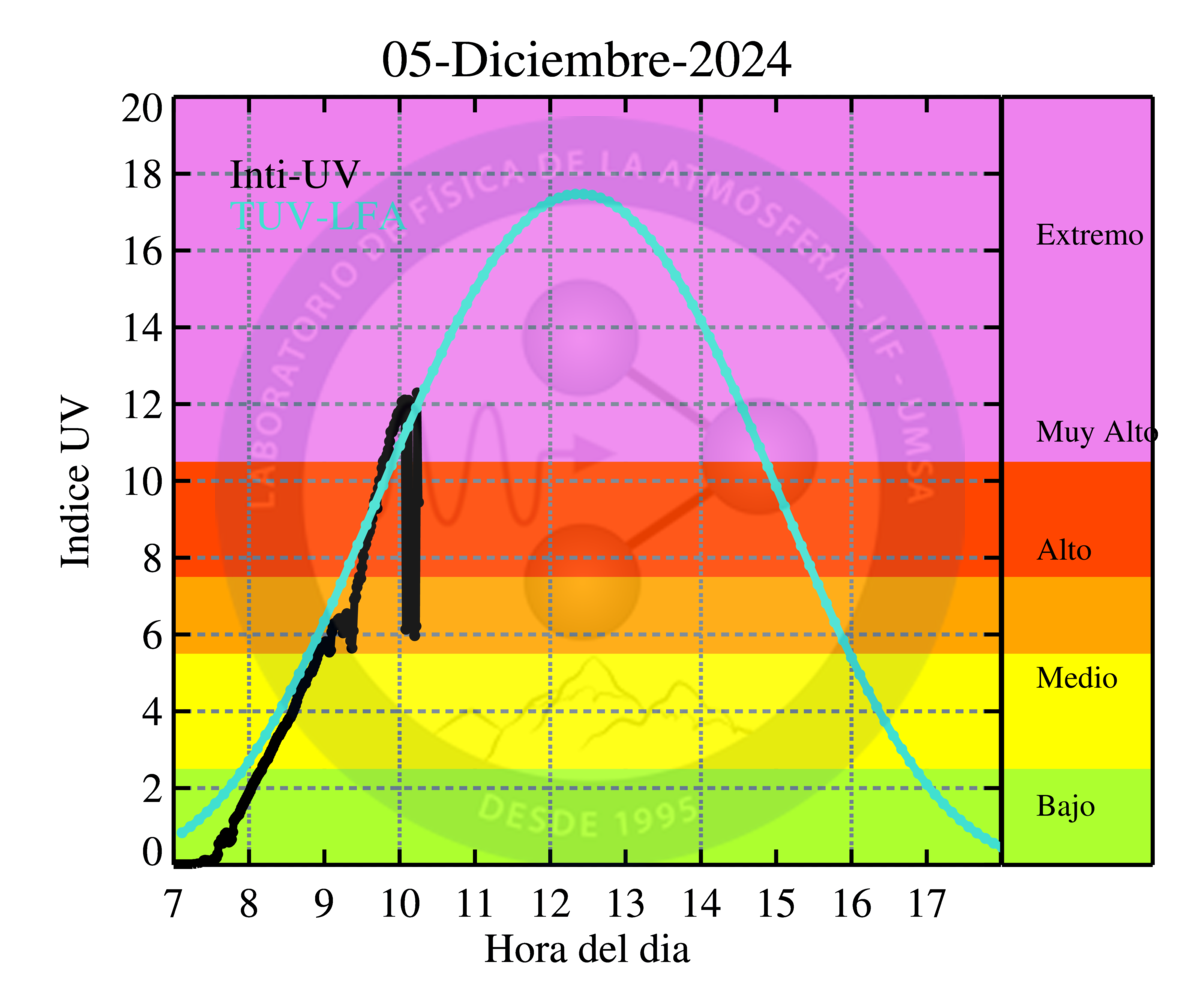 05-Diciembre-2024
Inti-UV
TUV-LFA
LABORATORIO DE FÍSICA DE LA ATMÓSFERA - IIF - UMSA
DESDE 1995
Indice UV
20
18
16
14
12
10
8
6
4
2
0
Extremo
Muy Alto
Alto
Medio
Bajo
7 8 9 10 11 12 13 14 15 16 17
Hora del dia